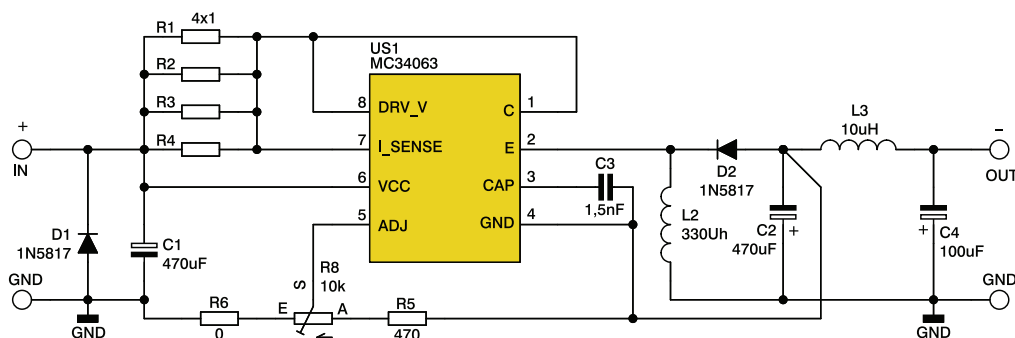 R1
4x1
R2
R3
R4
US1
MC34063
8
DRV_V
C
1
7
I_SENSE
E
2
6
VCC
CAP
3
5
ADJ
GND
4
+
IN
D1
1N5817
GND
GND
C1
470uF
R6
0
S
E
A
R8
10k
R5
470
C3
1,5nF
L2
330Uh
D2
1N5817
C2
470uF
+
L3
10uH
-
OUT
C4
100uF
+
GND
GND